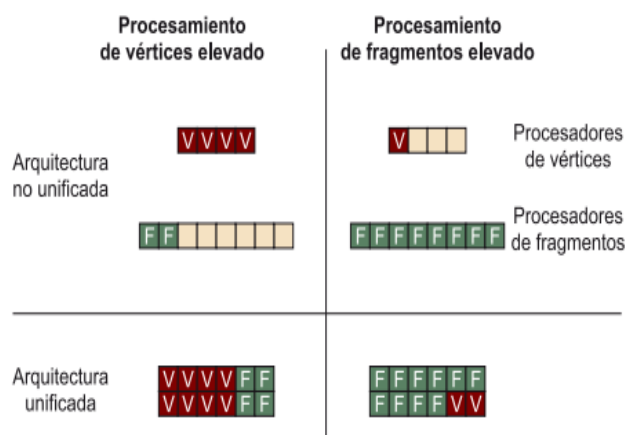 Procesamiento
de vértices elevado
Procesamiento
de fragmentos elevado
Arquitectura
no unificada
V V V V
V
Procesadores
de vértices
F F
F F F F F F F F
Procesadores
de fragmentos
Arquitectura
unificada
V V V V F F
V V V V F F
F F F F F F
F F F F V V